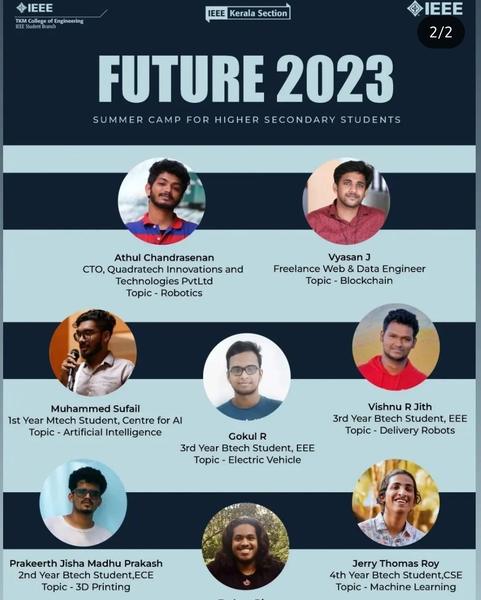 IEEE
TKM College of Engineering
IEEE Student Branch
IEEE Kerala Section
IEEE
2/2
FUTURE 2023
SUMMER CAMP FOR HIGHER SECONDARY STUDENTS
Athul Chandrasenan
CTO, Quadratech Innovations and
Technologies PvtLtd
Topic - Robotics
Vyasan J
Freelance Web & Data Engineer
Topic - Blockchain
Muhammed Sufail
1st Year Mtech Student, Centre for AI
Topic - Artificial Intelligence
Gokul R
3rd Year Btech Student, EEE
Topic - Electric Vehicle
Vishnu R Jith
3rd Year Btech Student, EEE
Topic - Delivery Robots
Prakeerth Jisha Madhu Prakash
2nd Year Btech Student,ECE
Topic - 3D Printing
Jerry Thomas Roy
4th Year Btech Student,CSE
Topic - Machine Learning